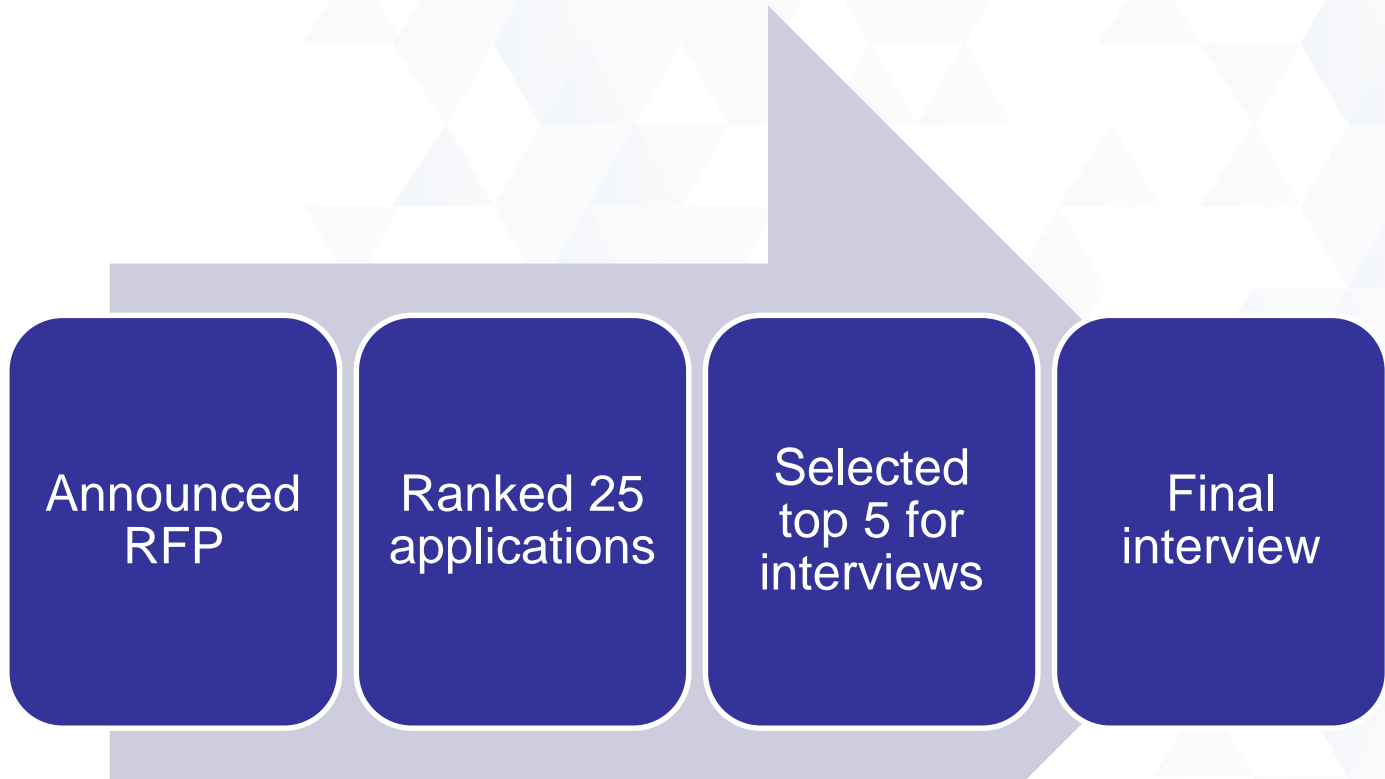 Announced
RFP
Ranked 25
applications
Selected
top 5 for
interviews
Final
interview